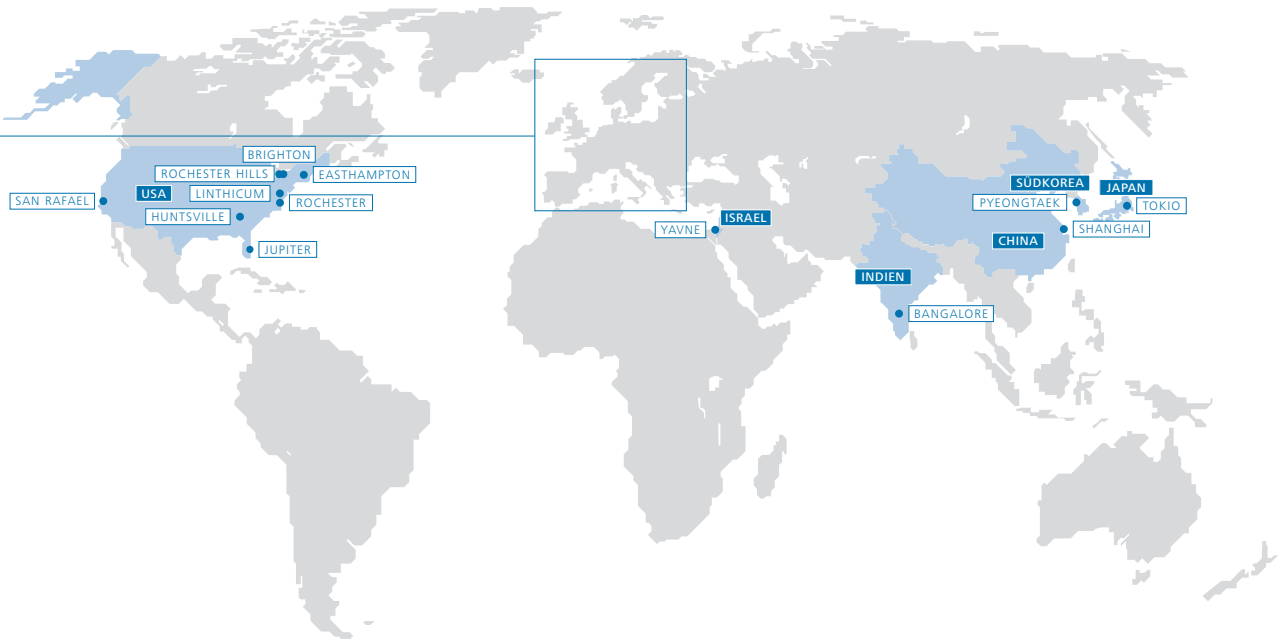 BRIGHTON
ROCHESTER HILLS
EASTHAMPTON
USA
LINTHICUM
SAN RAFAEL
ROCHESTER
HUNTSVILLE
JUPITER
YAVNE
ISRAEL
SÜDKOREA
JAPAN
PYEONGTAEK
TOKIO
SHANGHAI
CHINA
INDIEN
BANGALORE